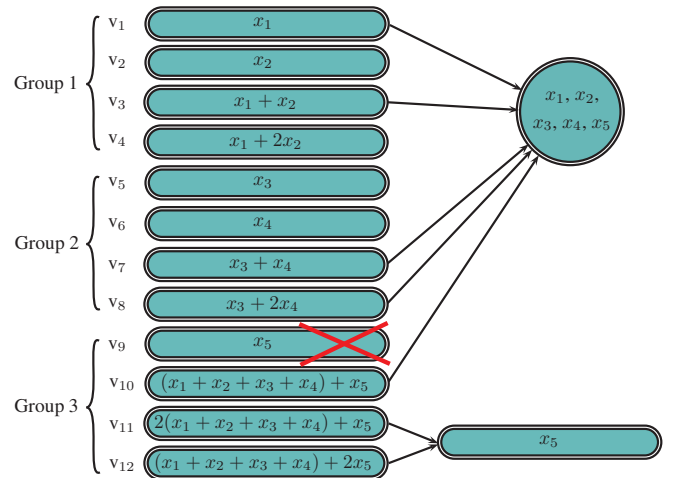 v₁ x₁
v₂ x₂
Group 1
v₃ x₁ + x₂
v₄ x₁ + 2x₂
x₁, x₂,
x₃, x₄, x₅
v₅ x₃
v₆ x₄
Group 2
v₇ x₃ + x₄
v₈ x₃ + 2x₄
v₉ x₅
v₁₀ (x₁ + x₂ + x₃ + x₄) + x₅
Group 3
v₁₁ 2(x₁ + x₂ + x₃ + x₄) + x₅
v₁₂ (x₁ + x₂ + x₃ + x₄) + 2x₅
x₅